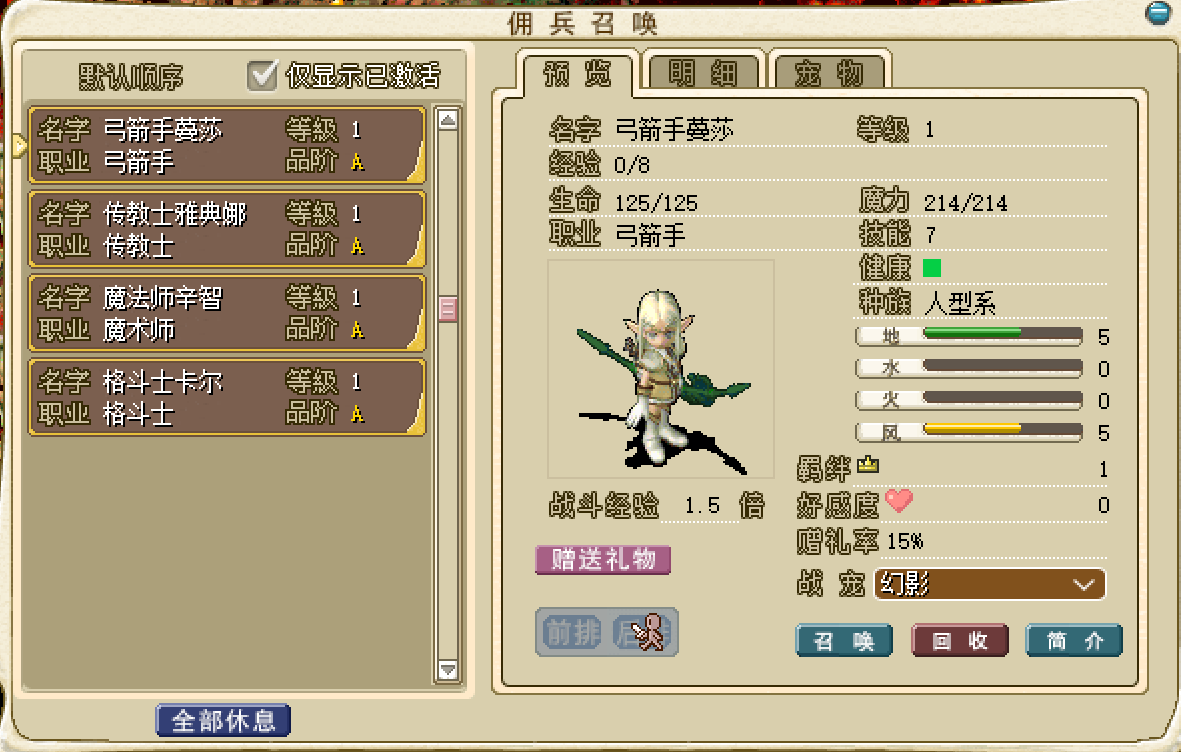 佣兵召唤
默认顺序 仅显示已激活
名字 弓箭手蔓莎 等級 1
职业 弓箭手 品阶 A
名字 传教士雅典娜 等級 1
职业 传教士 品阶 A
名字 魔法师辛智 等級 1
职业 魔术师 品阶 A
名字 格斗士卡尔 等級 1
职业 格斗士 品阶 A
全部休息
预览 明细 宠物
名字 弓箭手蔓莎 等级 1
经验 0/8
生命 125/125 魔力 214/214
职业 弓箭手 技能 7
健康
种族 人型系
地 5
水 0
火 0
风 5
羁绊 1
战斗经验 1.5 倍 好感度 0
赠礼率 15%
赠送礼物
战宠 幻影
前排
召唤 回收 简介